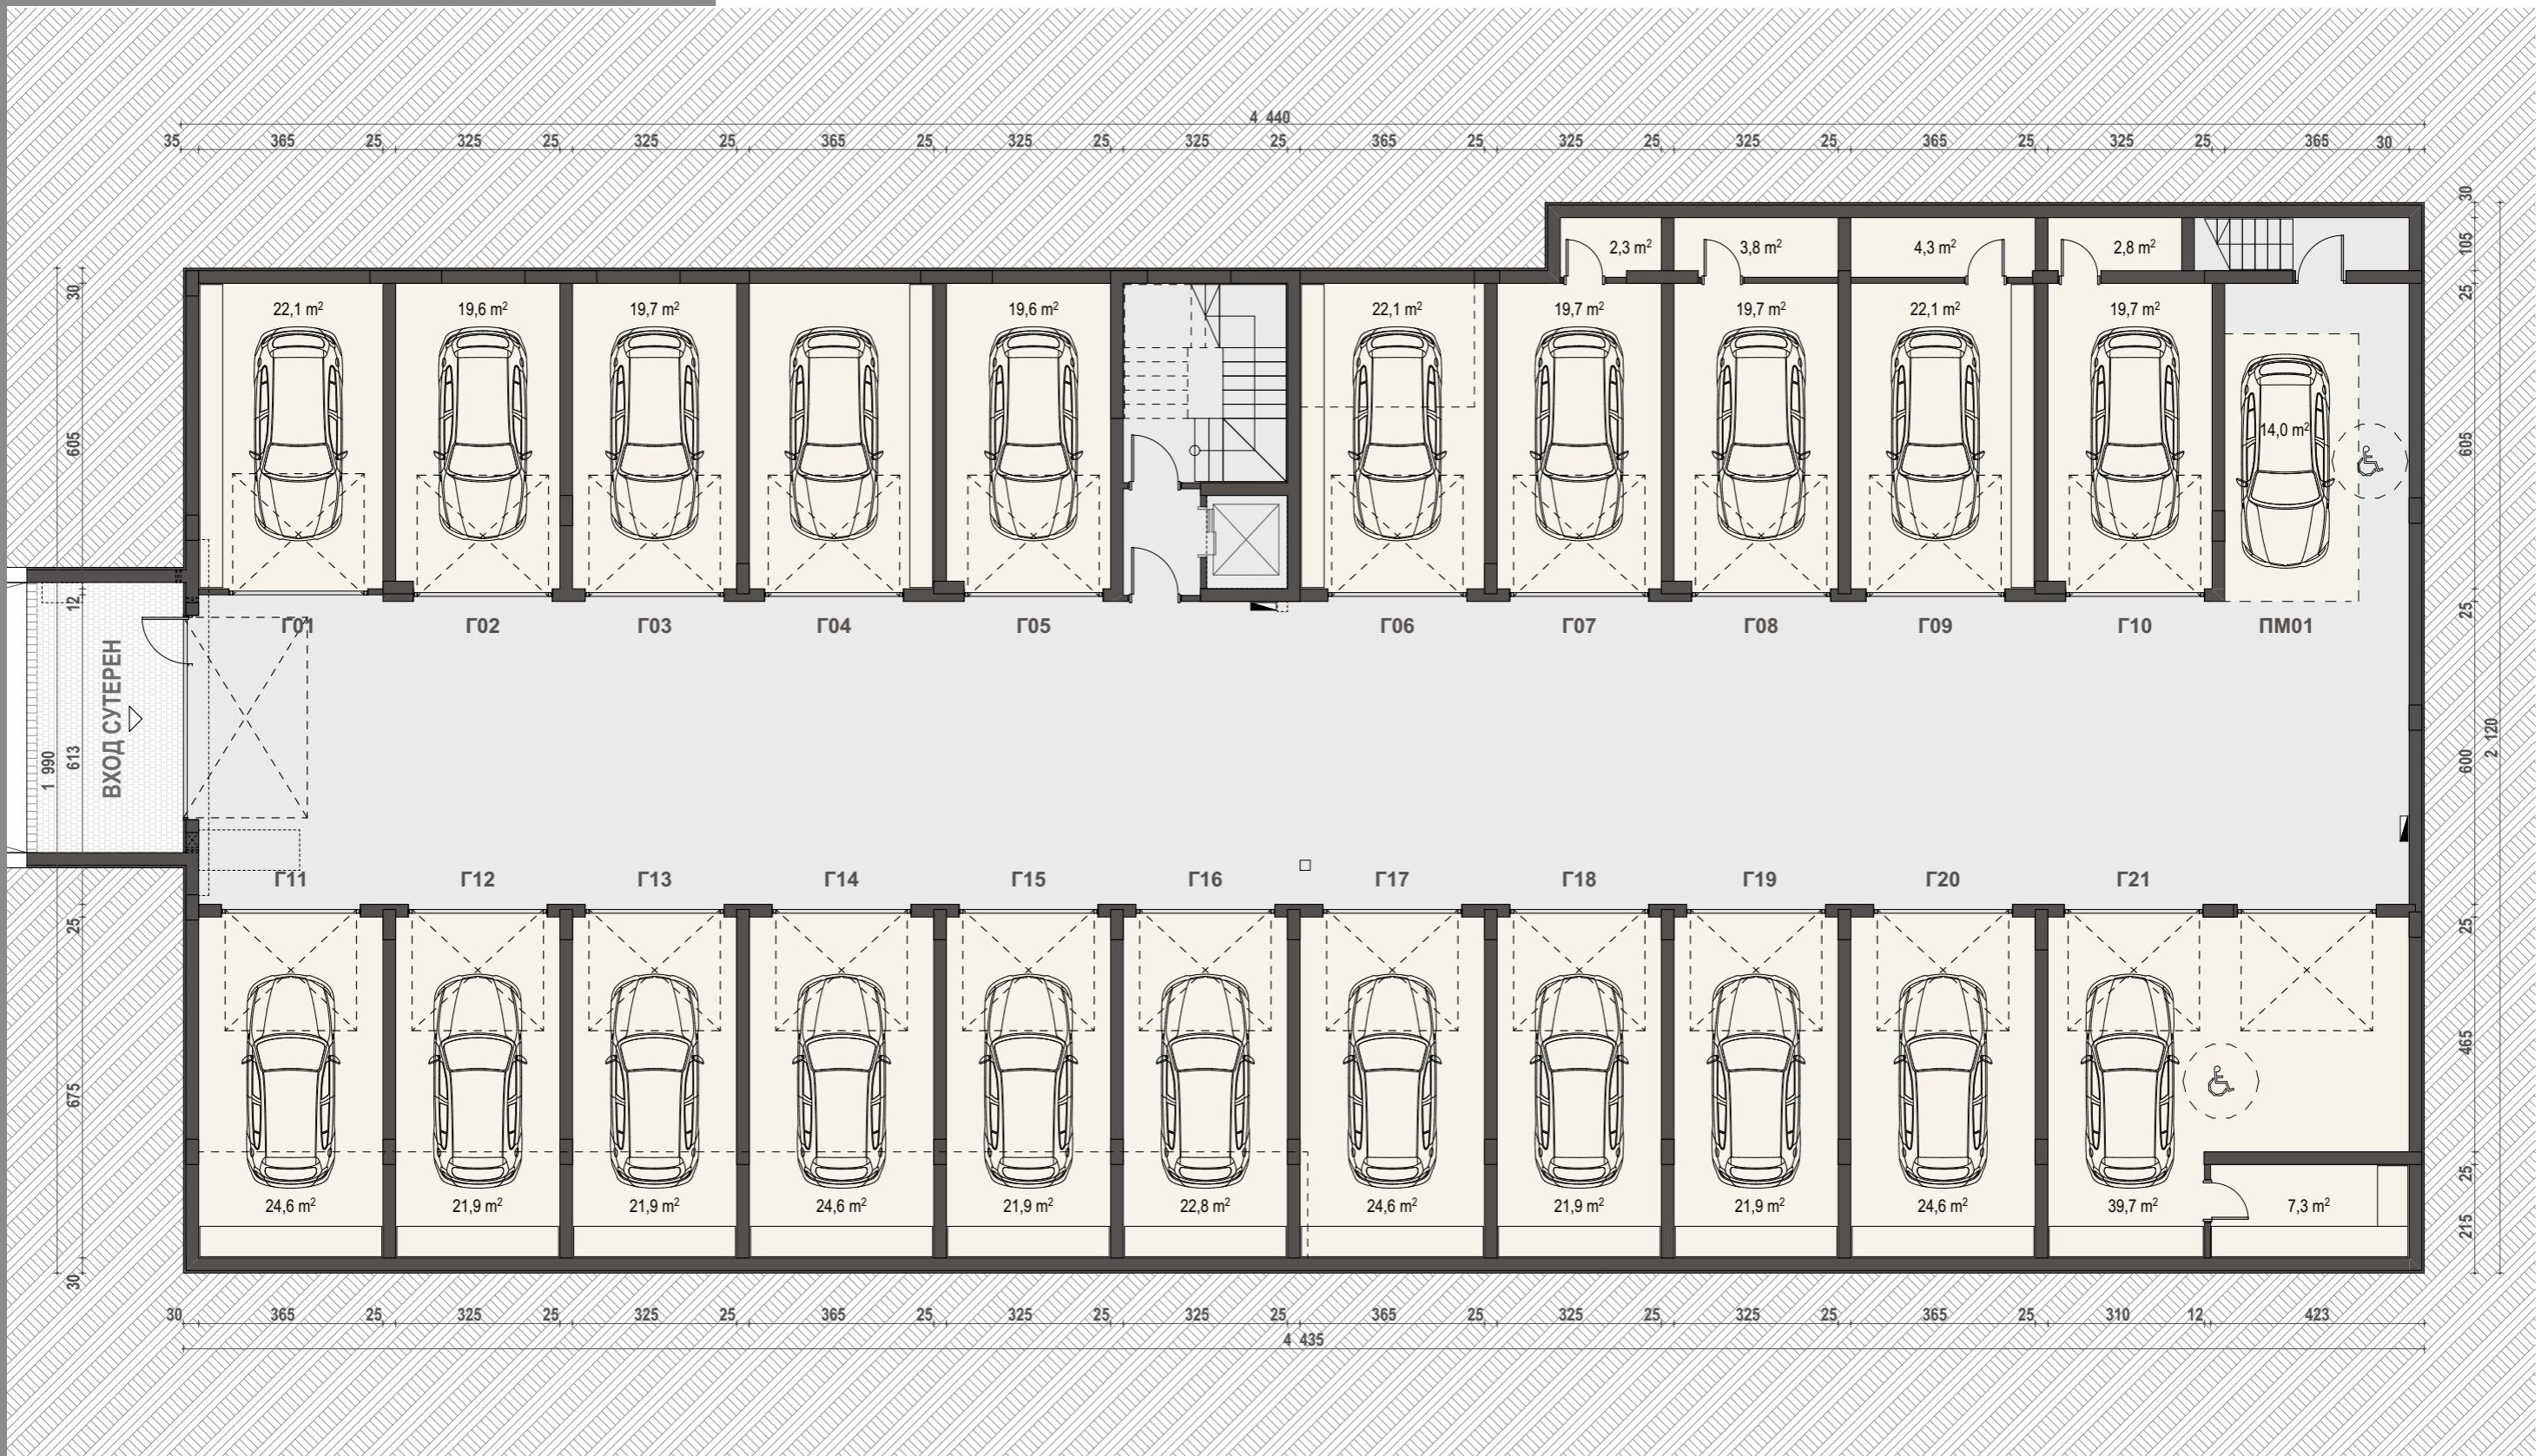 4 440
35 365 25 325 25 325 25 365 25 325 25 325 25 365 25 325 25 325 25 365 25 325 25 365 30
30 105 25 605 25 600 25 465 25 215
2 120
30 605 12 613 25 675 30
1 990
2,3 m²
3,8 m²
4,3 m²
2,8 m²
22,1 m²
19,6 m²
19,7 m²
19,6 m²
22,1 m²
19,7 m²
19,7 m²
22,1 m²
19,7 m²
14,0 m²
Г01
Г02
Г03
Г04
Г05
Г06
Г07
Г08
Г09
Г10
ПМ01
ВХОД СУТЕРЕН
Г11
Г12
Г13
Г14
Г15
Г16
Г17
Г18
Г19
Г20
Г21
24,6 m²
21,9 m²
21,9 m²
24,6 m²
21,9 m²
22,8 m²
24,6 m²
21,9 m²
21,9 m²
24,6 m²
39,7 m²
7,3 m²
30 365 25 325 25 325 25 365 25 325 25 325 25 365 25 325 25 325 25 365 25 310 12 423
4 435